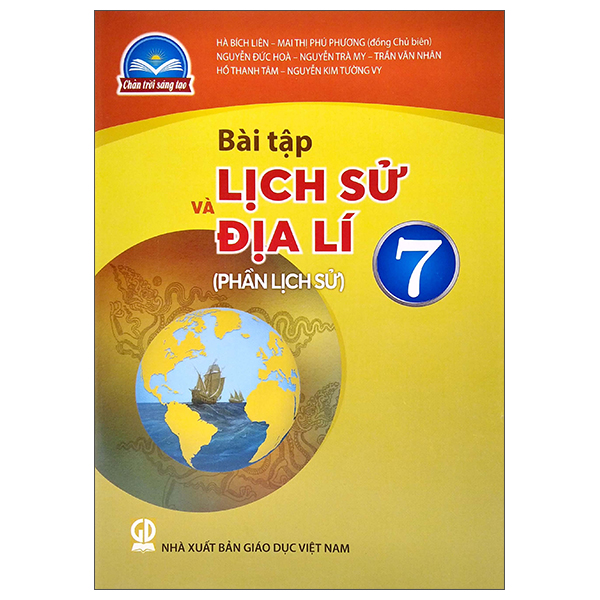 HÀ BÍCH LIÊN – MAI THỊ PHÚ PHƯƠNG (đồng Chủ biên)
NGUYỄN ĐỨC HOÀ – NGUYỄN TRÀ MY – TRẦN VĂN NHÂN
HỒ THANH TÂM – NGUYỄN KIM TƯỜNG VY
Chân trời sáng tạo
Bài tập
LỊCH SỬ
VÀ
ĐỊA LÍ
7
(PHẦN LỊCH SỬ)
GD
NHÀ XUẤT BẢN GIÁO DỤC VIỆT NAM